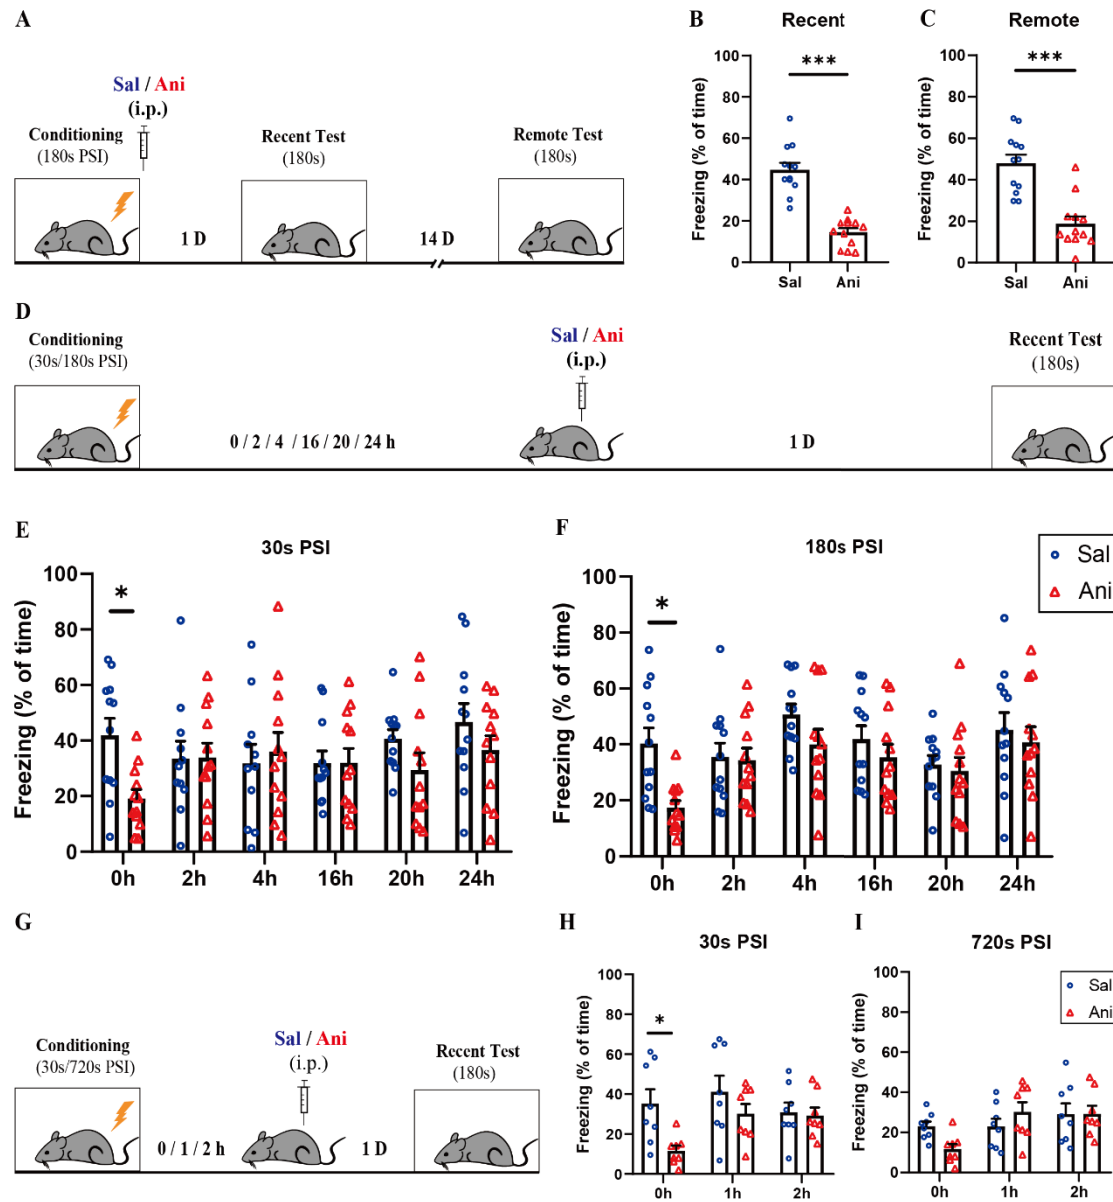 A
Sal / Ani
(i.p.)
Conditioning
(180s PSI)
Recent Test
(180s)
Remote Test
(180s)
1 D
14 D
B
Recent
Freezing (% of time)
100
80
60
40
20
0
***
Sal
Ani
C
Remote
Freezing (% of time)
100
80
60
40
20
0
***
Sal
Ani
D
Conditioning
(30s/180s PSI)
Sal / Ani
(i.p.)
Recent Test
(180s)
0 / 2 / 4 / 16 / 20 / 24 h
1 D
E
30s PSI
Freezing (% of time)
100
80
60
40
20
0
*
0h
2h
4h
16h
20h
24h
F
180s PSI
Sal
Ani
Freezing (% of time)
100
80
60
40
20
0
*
0h
2h
4h
16h
20h
24h
G
Conditioning
(30s/720s PSI)
Sal / Ani
(i.p.)
Recent Test
(180s)
0 / 1 / 2 h
1 D
H
30s PSI
Freezing (% of time)
100
80
60
40
20
0
*
0h
1h
2h
I
720s PSI
Sal
Ani
Freezing (% of time)
100
80
60
40
20
0
0h
1h
2h